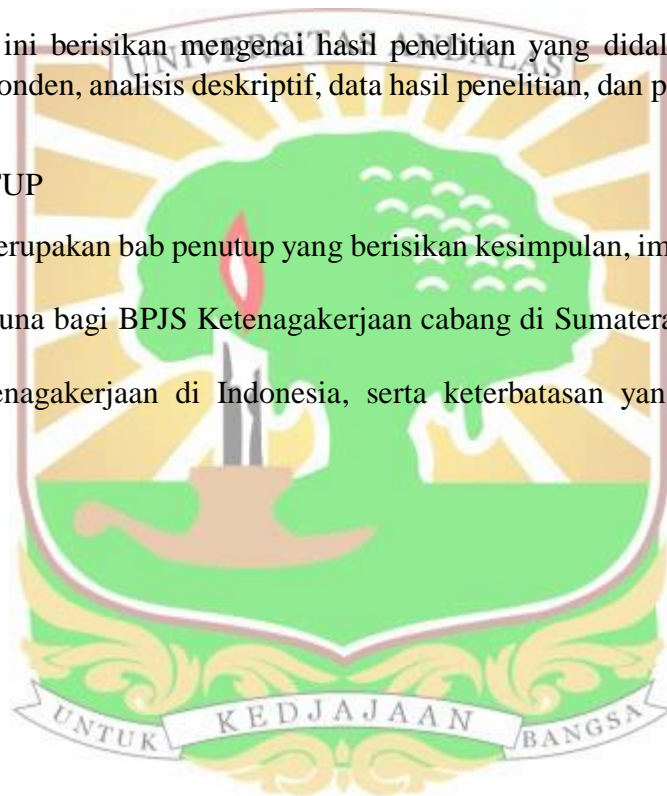 ini berisikan mengenai hasil penelitian yang didal
UNIVERSITAS ANDALAS
onden, analisis deskriptif, data hasil penelitian, dan p
TUP
erupakan bab penutup yang berisikan kesimpulan, im
una bagi BPJS Ketenagakerjaan cabang di Sumatera
enagakerjaan di Indonesia, serta keterbatasan yan
UNTUK KEDJAJAAN BANGSA